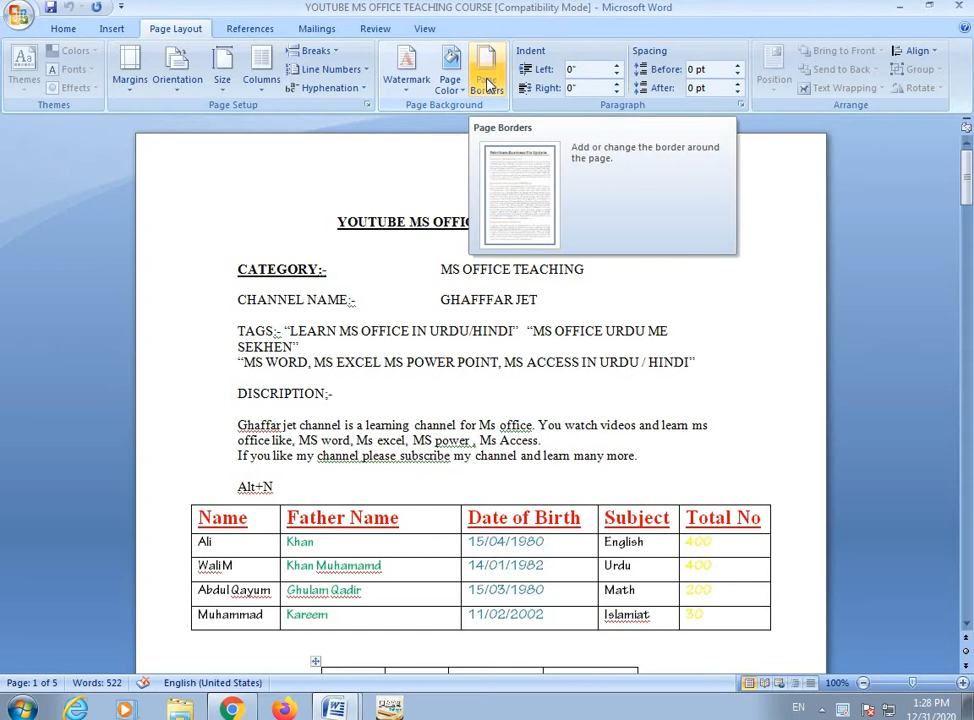 YOUTUBE MS OFFICE TEACHING COURSE [Compatibility Mode] - Microsoft Word
Home Insert Page Layout References Mailings Review View
Themes Colors Fonts Effects
Margins Orientation Size Columns Breaks Line Numbers Hyphenation
Watermark Page Color Page Borders
Indent Left: 0" Right: 0"
Spacing Before: 0 pt After: 0 pt
Position Bring to Front Send to Back Text Wrapping Align Group Rotate
Themes Page Setup Page Background Paragraph Arrange
Page Borders
Add or change the border around
the page.
YOUTUBE MS OFFIC
CATEGORY:- MS OFFICE TEACHING
CHANNEL NAME:- GHAFFFAR JET
TAGS:- “LEARN MS OFFICE IN URDU/HINDI” “MS OFFICE URDU ME
SEKHEN”
“MS WORD, MS EXCEL MS POWER POINT, MS ACCESS IN URDU / HINDI”
DISCRIPTION;-
Ghaffar jet channel is a learning channel for Ms office. You watch videos and learn ms
office like, MS word, Ms excel, MS power , Ms Access.
If you like my channel please subscribe my channel and learn many more.
Alt+N
Name Father Name Date of Birth Subject Total No
Ali Khan 15/04/1980 English 400
Wali M Khan Muhamamd 14/01/1982 Urdu 400
Abdul Qayum Ghulam Qadir 15/03/1980 Math 200
Muhammad Kareem 11/02/2002 Islamiat 30
Page: 1 of 5 Words: 522 English (United States) 100%
EN 1:28 PM
12/31/2020